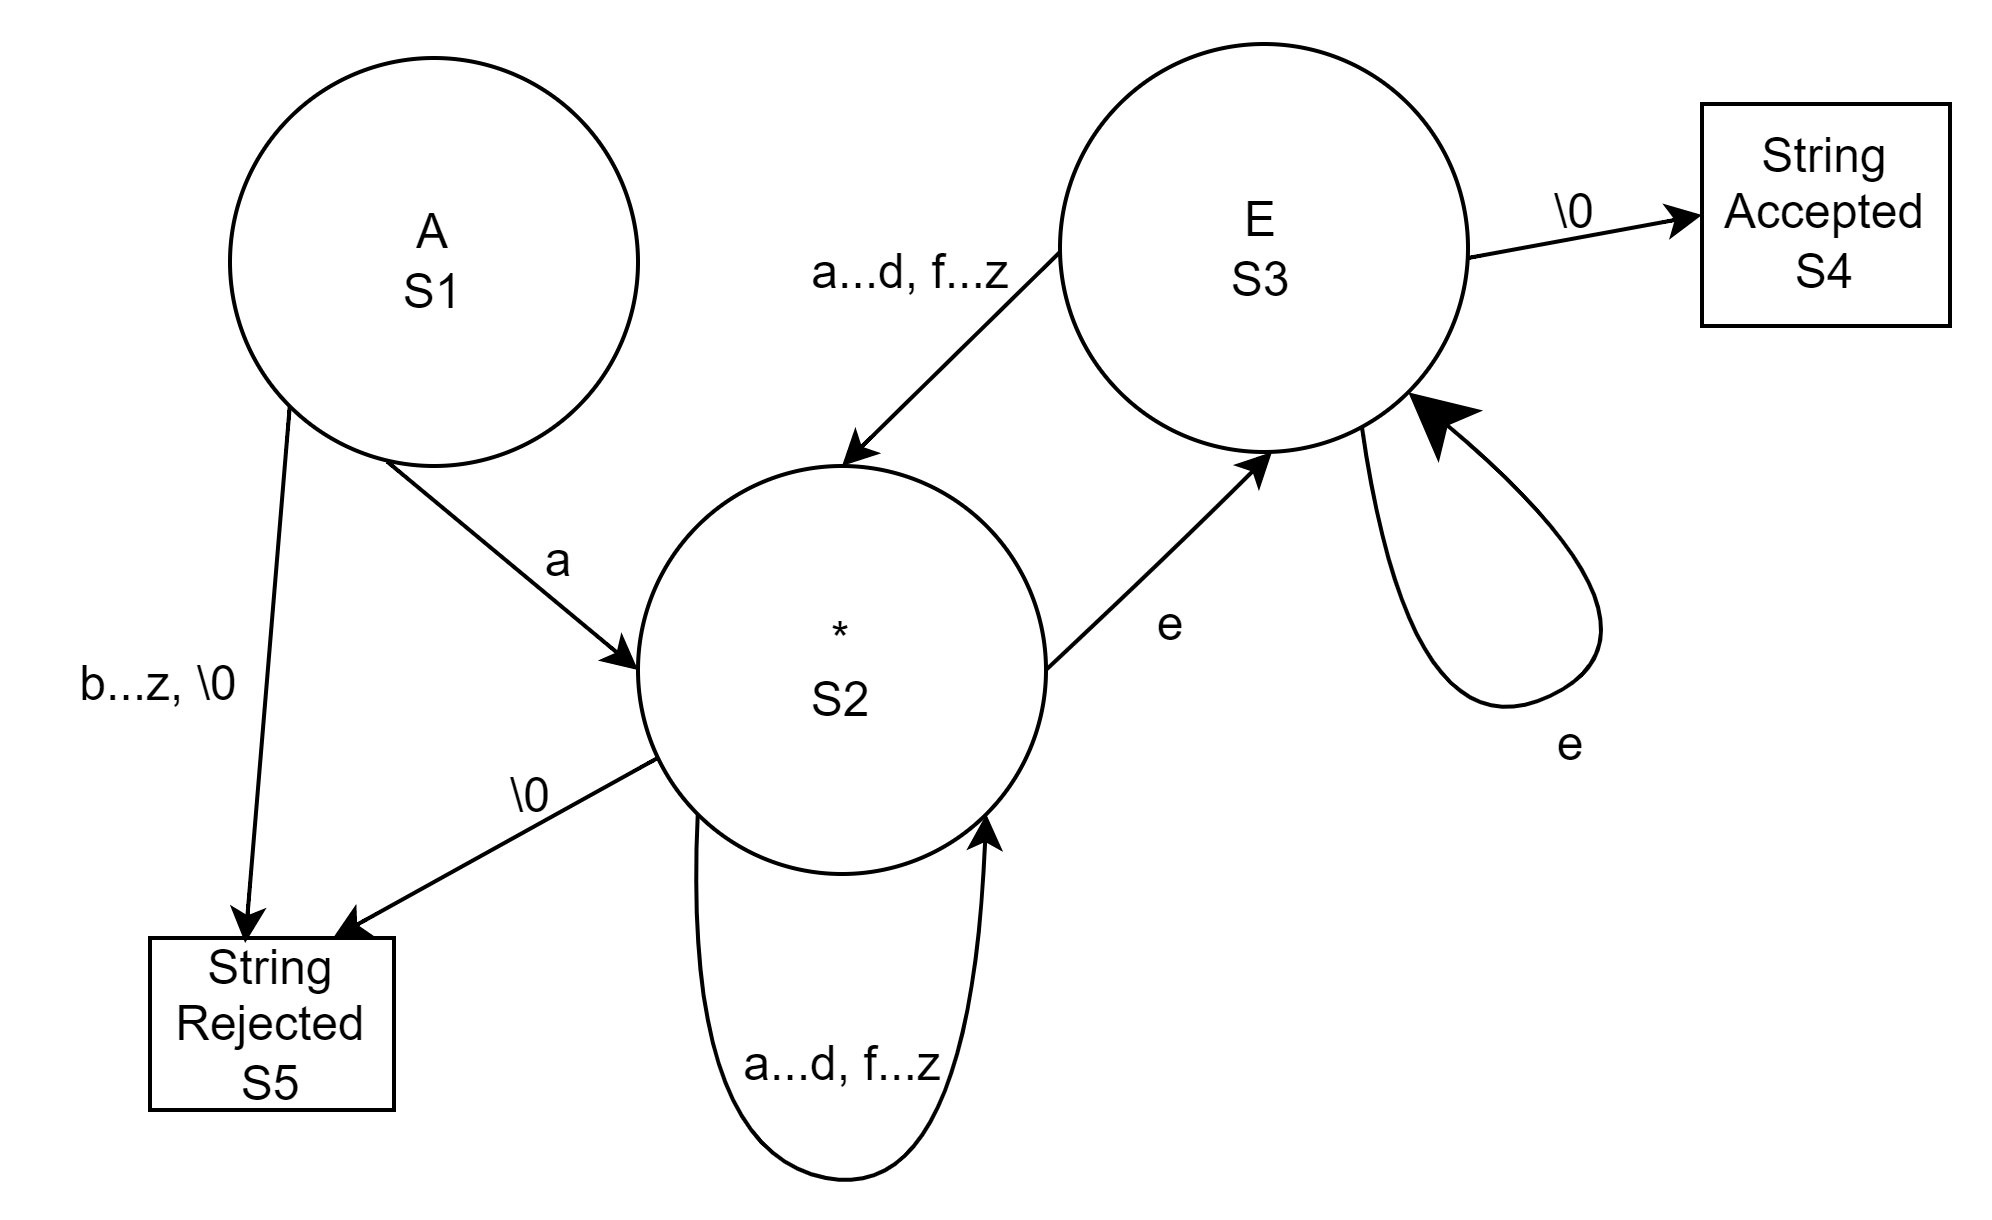 A
S1
E
S3
String
Accepted
S4
\0
a...d, f...z
a
*
S2
e
b...z, \0
\0
e
String
Rejected
S5
a...d, f...z